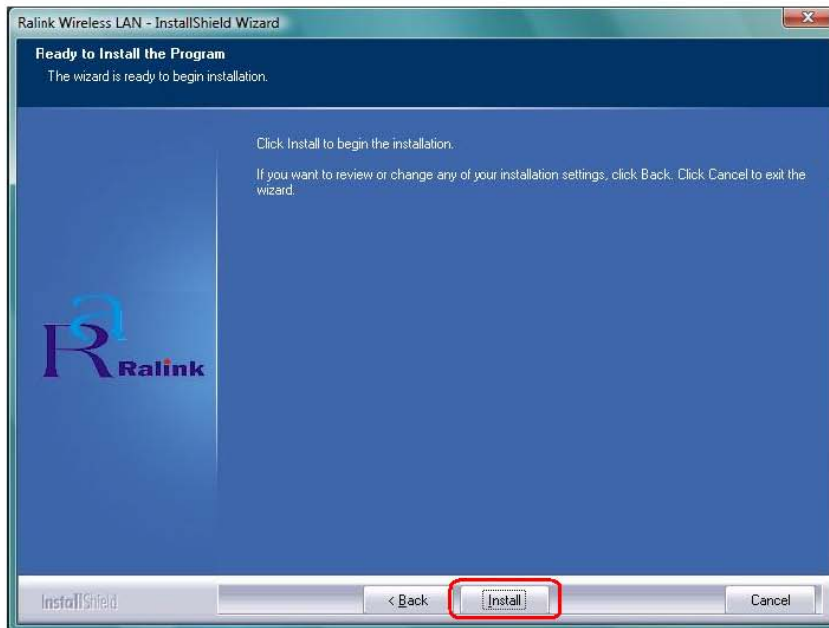 Ralink Wireless LAN - InstallShield Wizard
Ready to Install the Program
The wizard is ready to begin installation.
Click Install to begin the installation.
If you want to review or change any of your installation settings, click Back. Click Cancel to exit the
wizard.
Ra
Ralink
InstallShield
< Back
Install
Cancel